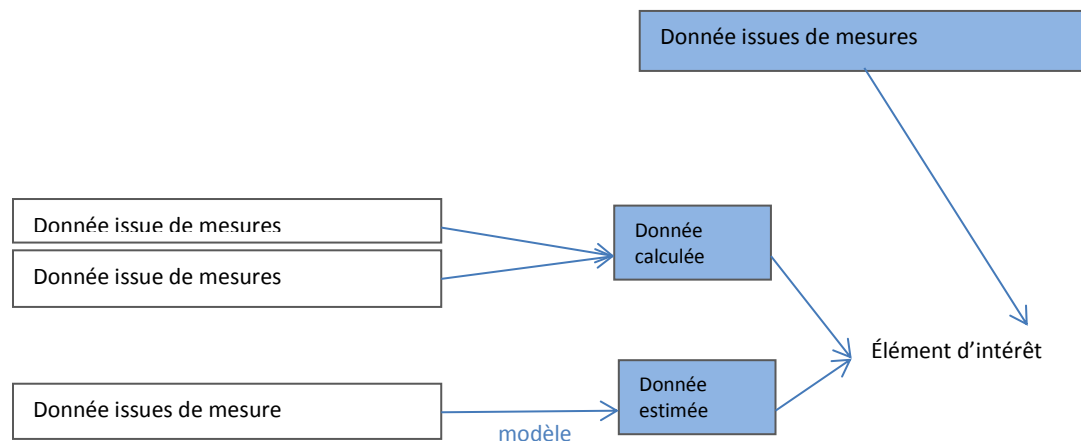 Donnée issues de mesures
Donnée issue de mesures
Donnée issue de mesures
Donnée
calculée
Élément d’intérêt
Donnée issues de mesure
modèle
Donnée
estimée